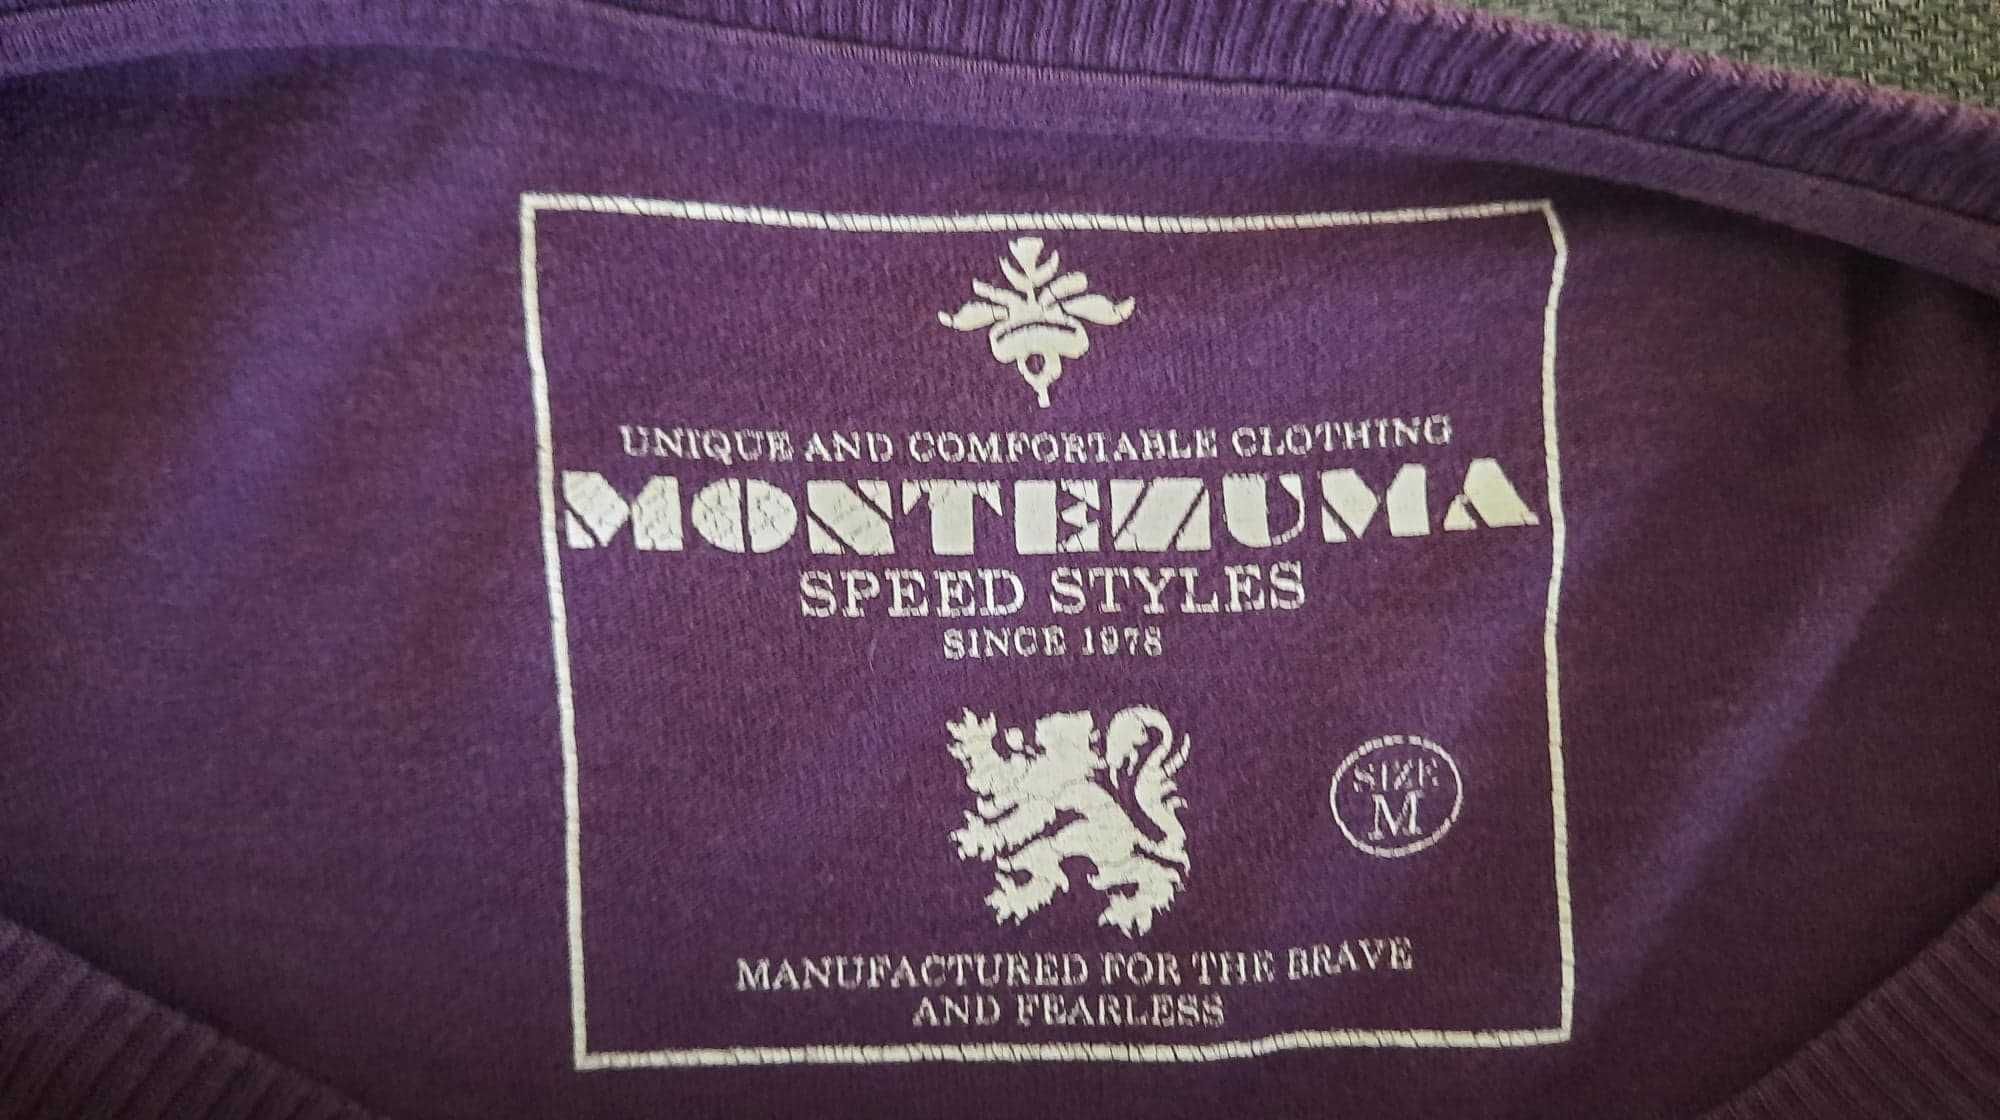 UNIQUE AND COMFORTABLE CLOTHING
MONTEZUMA
SPEED STYLES
SINCE 1978
SIZE
M
MANUFACTURED FOR THE BRAVE
AND FEARLESS